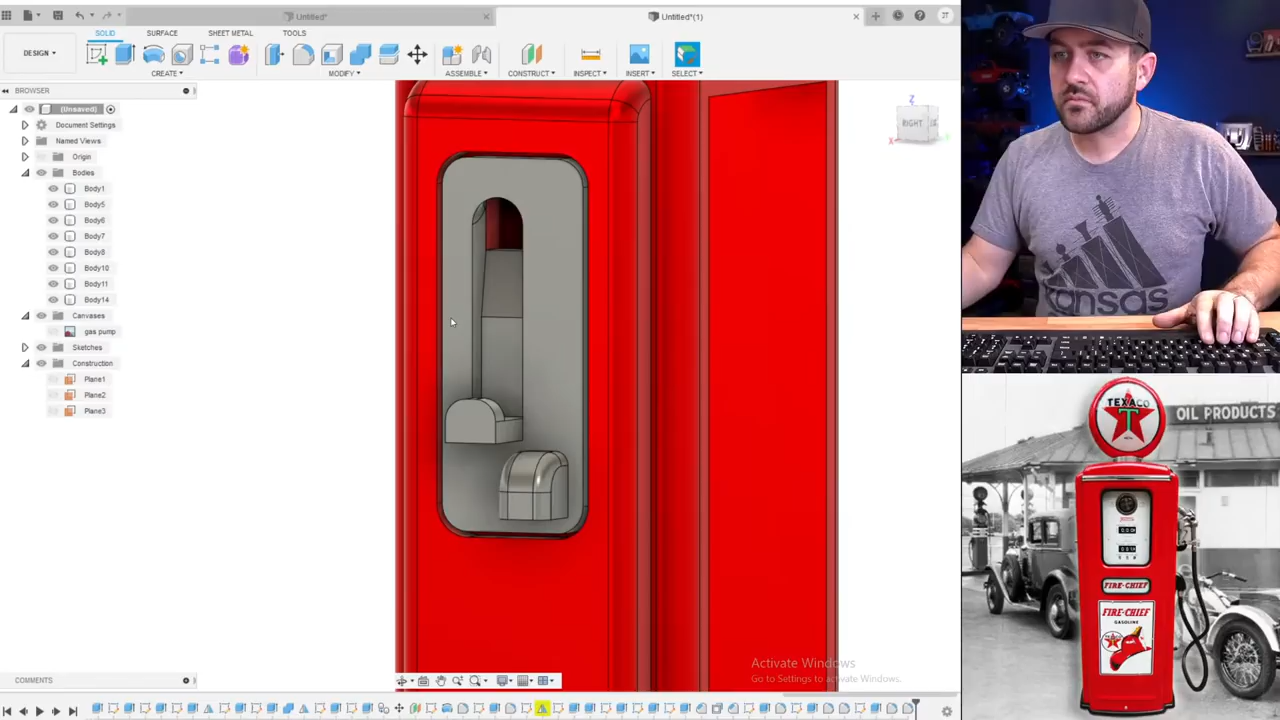 Untitled*
Untitled*(1)
JT
SOLID
SURFACE
SHEET METAL
TOOLS
DESIGN
CREATE
MODIFY
ASSEMBLE
CONSTRUCT
INSPECT
INSERT
SELECT
BROWSER
(Unsaved)
Document Settings
Named Views
Origin
Bodies
Body1
Body5
Body6
Body7
Body8
Body10
Body11
Body14
Canvases
gas pump
Sketches
Construction
Plane1
Plane2
Plane3
Z
RIGHT
X
kansas
TEXACO
T
OIL PRODUCTS
FIRE-CHIEF
FIRE-CHIEF
GASOLINE
Activate Windows
Go to Settings to activate Windows.
COMMENTS